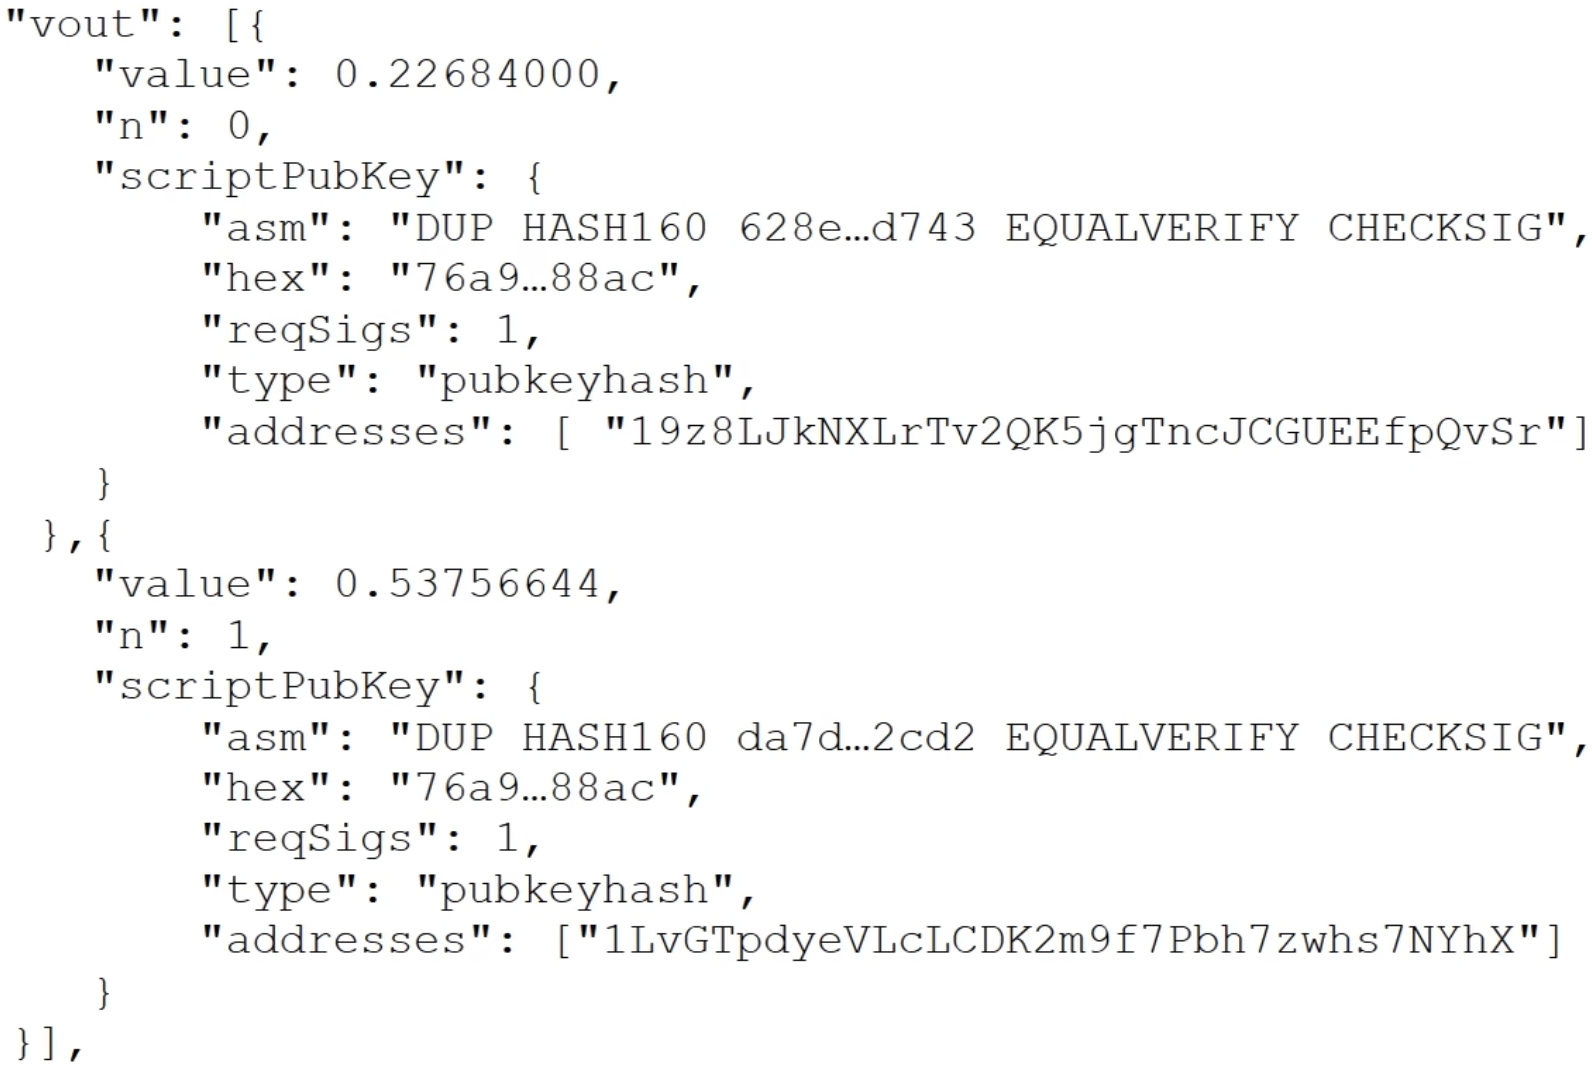 "vout": [{
"value": 0.22684000,
"n": 0,
"scriptPubKey": {
"asm": "DUP HASH160 628e…d743 EQUALVERIFY CHECKSIG",
"hex": "76a9…88ac",
"reqSigs": 1,
"type": "pubkeyhash",
"addresses": [ "19z8LJkNXLrTv2QK5jgTncJCGUEEfpQvSr"]
}
},{
"value": 0.53756644,
"n": 1,
"scriptPubKey": {
"asm": "DUP HASH160 da7d…2cd2 EQUALVERIFY CHECKSIG",
"hex": "76a9…88ac",
"reqSigs": 1,
"type": "pubkeyhash",
"addresses": ["1LvGTpdyeVLcLCDK2m9f7Pbh7zwhs7NYhX"]
}
}],